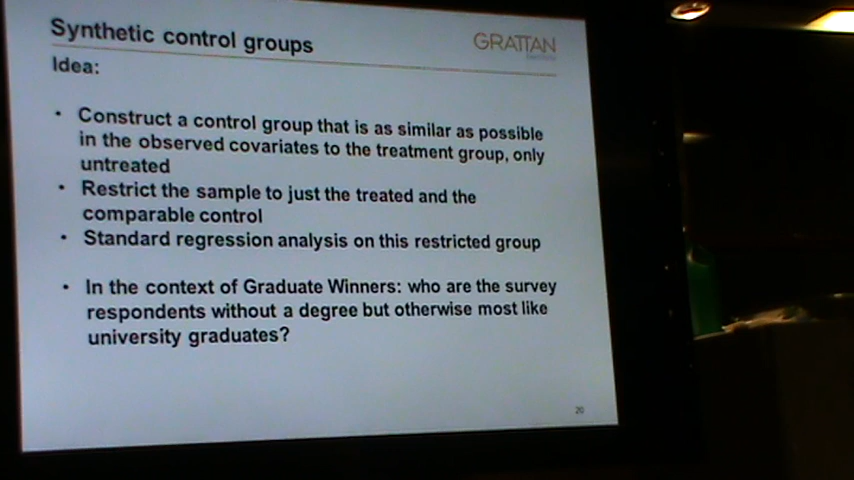 Synthetic control groups
GRATTAN
Idea:
• Construct a control group that is as similar as possible
in the observed covariates to the treatment group, only
untreated
• Restrict the sample to just the treated and the
comparable control
• Standard regression analysis on this restricted group
• In the context of Graduate Winners: who are the survey
respondents without a degree but otherwise most like
university graduates?
20